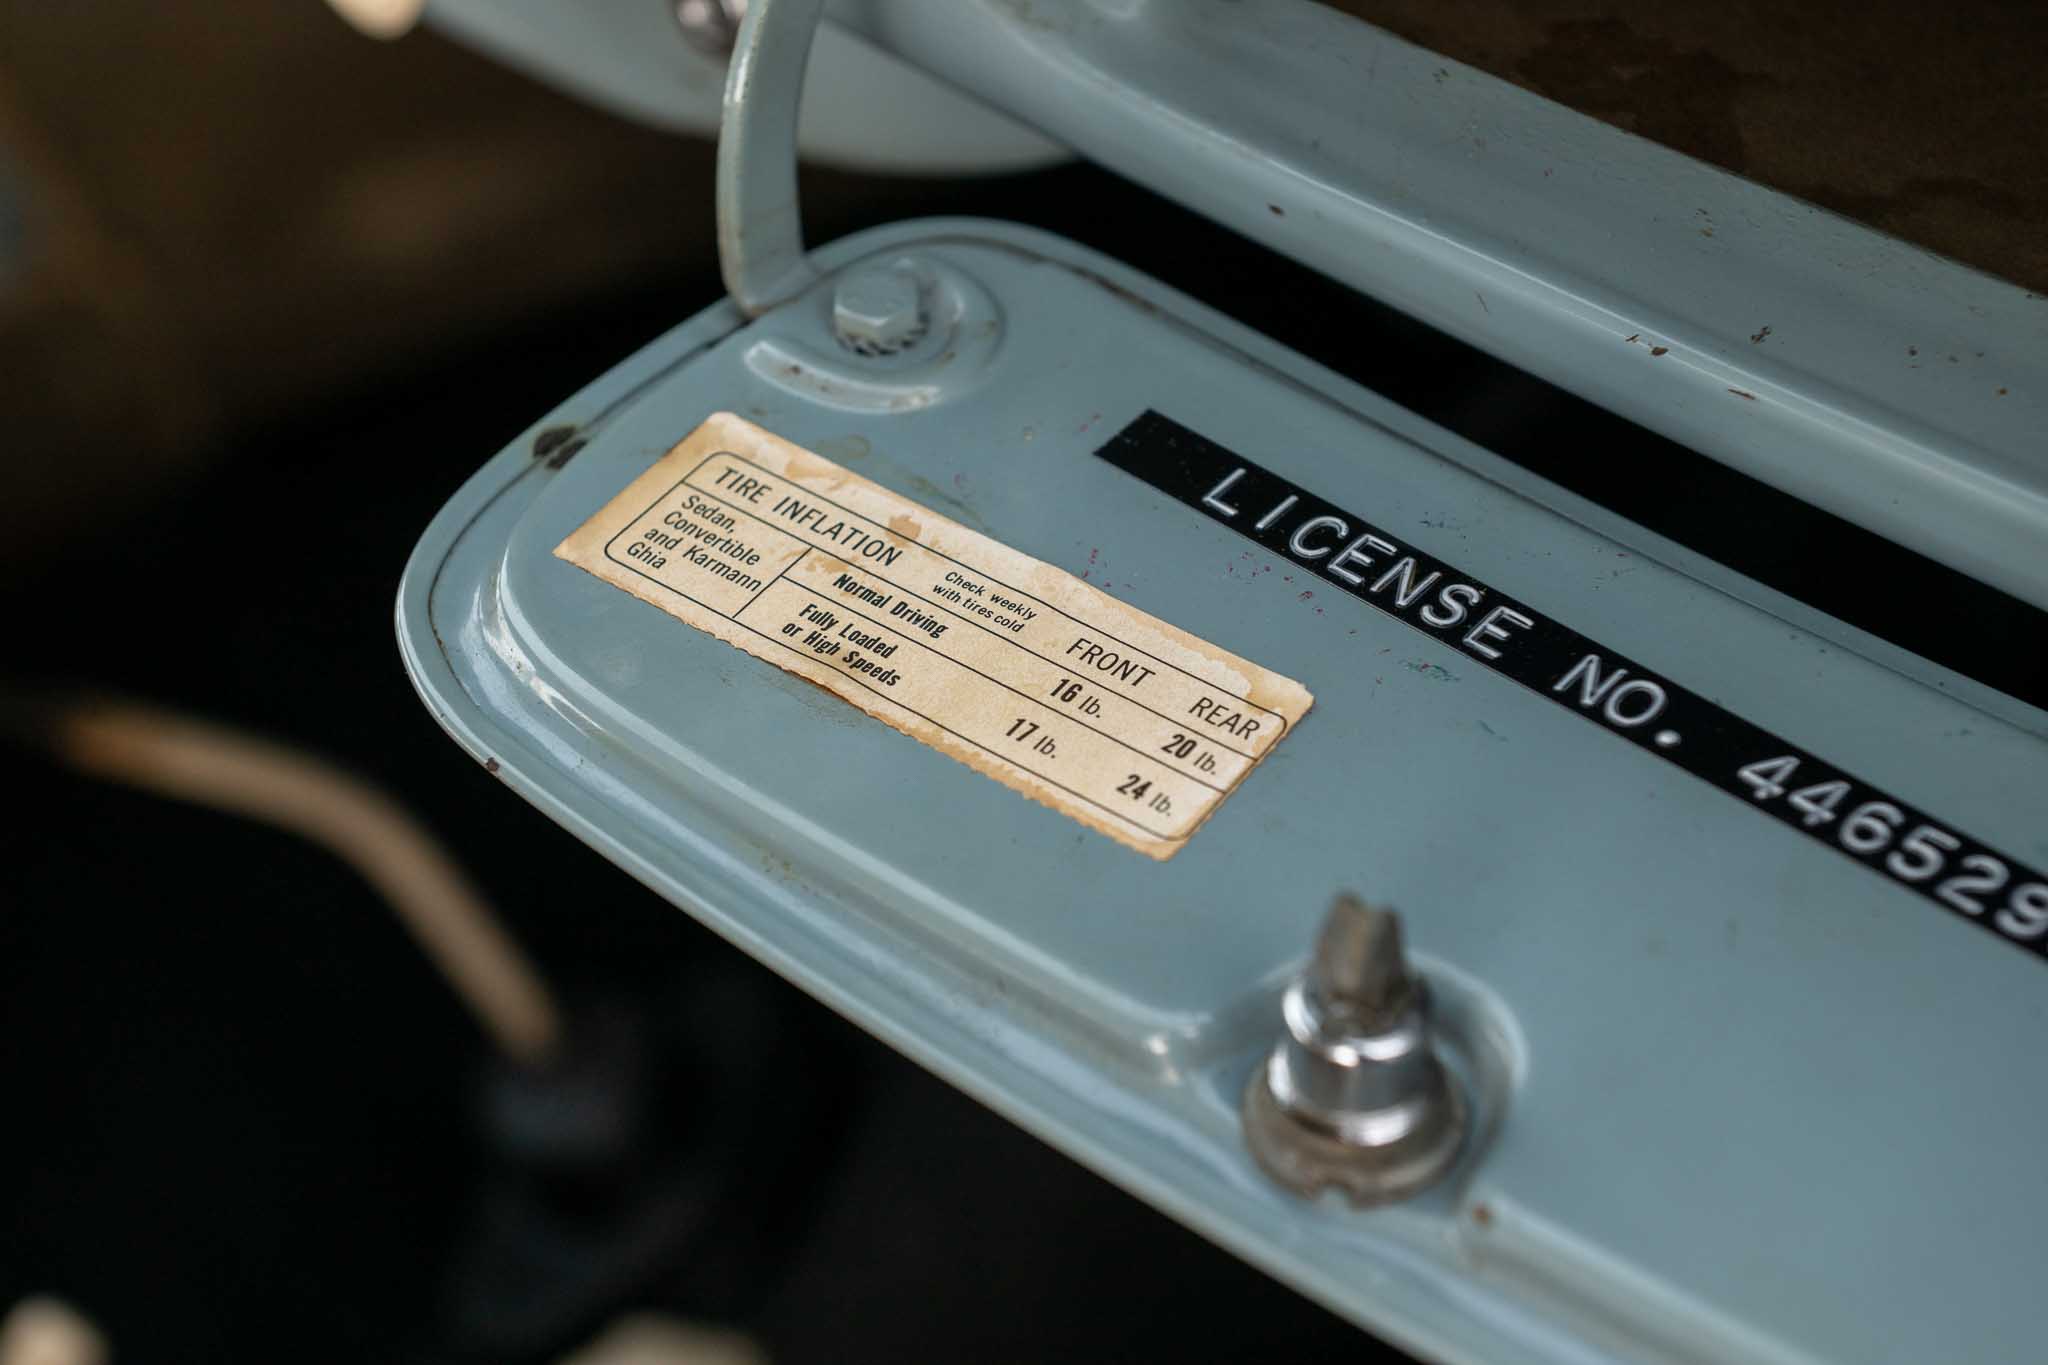 TIRE INFLATION Check weekly
with tires cold FRONT REAR
Sedan,
Convertible
and Karmann
Ghia
Normal Driving 16 lb. 20 lb.
Fully Loaded
or High Speeds 17 lb. 24 lb.
LICENSE NO. 446529